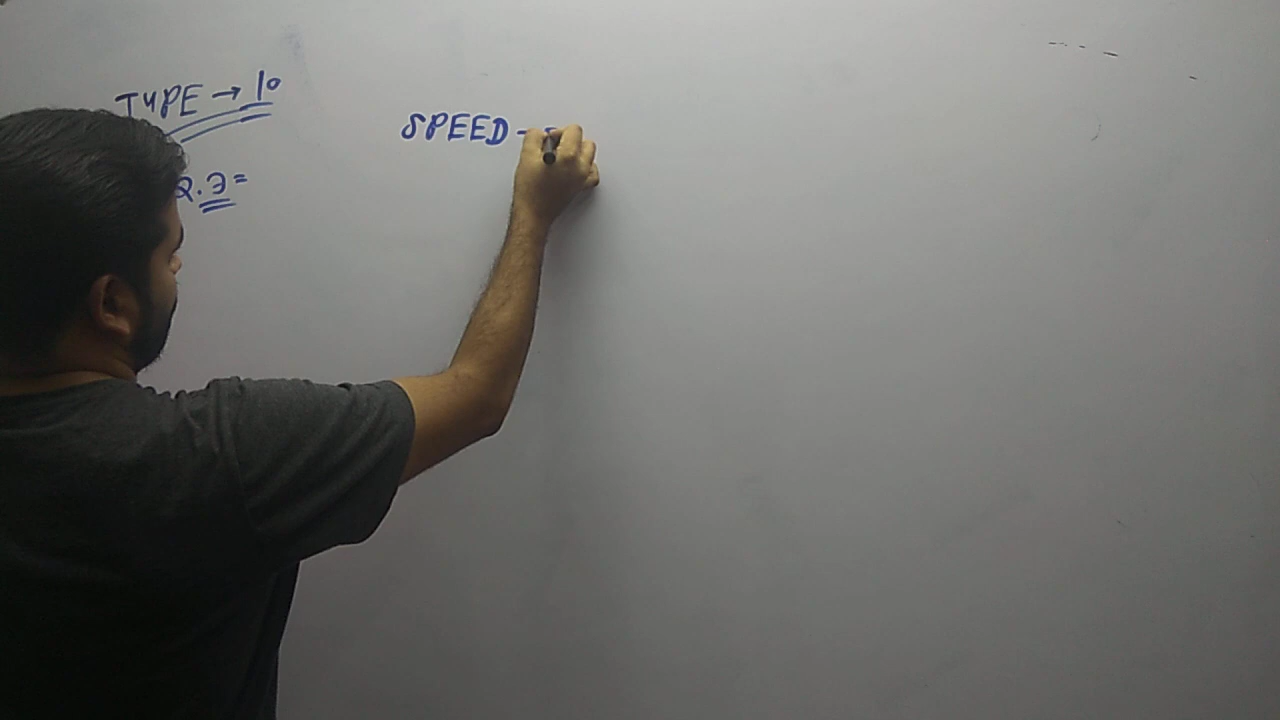 TYPE → 10
Q.3=
SPEED -